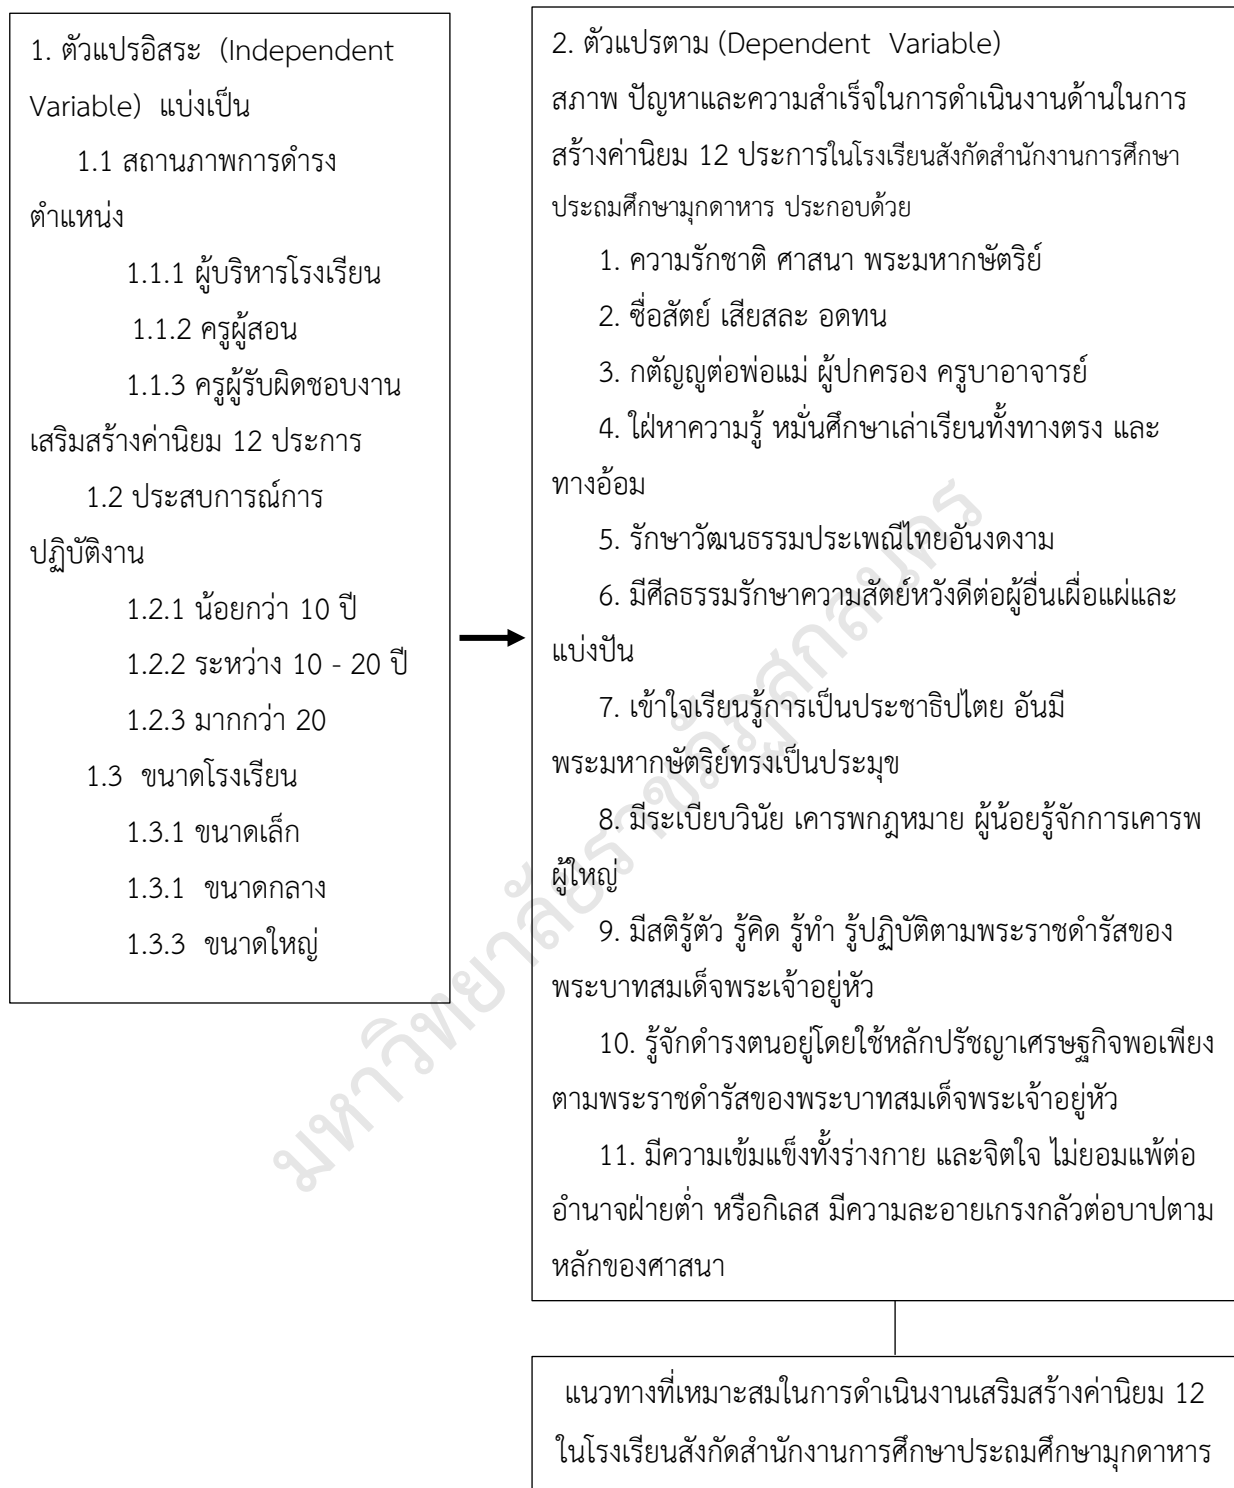 1. ตัวแปรอิสระ (Independent
Variable) แบ่งเป็น
1.1 สถานภาพการดำรง
ตำแหน่ง
1.1.1 ผู้บริหารโรงเรียน
1.1.2 ครูผู้สอน
1.1.3 ครูผู้รับผิดชอบงาน
เสริมสร้างค่านิยม 12 ประการ
1.2 ประสบการณ์การ
ปฏิบัติงาน
1.2.1 น้อยกว่า 10 ปี
1.2.2 ระหว่าง 10 - 20 ปี
1.2.3 มากกว่า 20
1.3 ขนาดโรงเรียน
1.3.1 ขนาดเล็ก
1.3.1 ขนาดกลาง
1.3.3 ขนาดใหญ่
2. ตัวแปรตาม (Dependent Variable)
สภาพ ปัญหาและความสำเร็จในการดำเนินงานด้านในการ
สร้างค่านิยม 12 ประการในโรงเรียนสังกัดสำนักงานการศึกษา
ประถมศึกษามุกดาหาร ประกอบด้วย
1. ความรักชาติ ศาสนา พระมหากษัตริย์
2. ซื่อสัตย์ เสียสละ อดทน
3. กตัญญูต่อพ่อแม่ ผู้ปกครอง ครูบาอาจารย์
4. ใฝ่หาความรู้ หมั่นศึกษาเล่าเรียนทั้งทางตรง และ
ทางอ้อม
5. รักษาวัฒนธรรมประเพณีไทยอันงดงาม
6. มีศีลธรรมรักษาความสัตย์หวังดีต่อผู้อื่นเผื่อแผ่และ
แบ่งปัน
7. เข้าใจเรียนรู้การเป็นประชาธิปไตย อันมี
พระมหากษัตริย์ทรงเป็นประมุข
8. มีระเบียบวินัย เคารพกฎหมาย ผู้น้อยรู้จักการเคารพ
ผู้ใหญ่
9. มีสติรู้ตัว รู้คิด รู้ทำ รู้ปฏิบัติตามพระราชดำรัสของ
พระบาทสมเด็จพระเจ้าอยู่หัว
10. รู้จักดำรงตนอยู่โดยใช้หลักปรัชญาเศรษฐกิจพอเพียง
ตามพระราชดำรัสของพระบาทสมเด็จพระเจ้าอยู่หัว
11. มีความเข้มแข็งทั้งร่างกาย และจิตใจ ไม่ยอมแพ้ต่อ
อำนาจฝ่ายต่ำ หรือกิเลส มีความละอายเกรงกลัวต่อบาปตาม
หลักของศาสนา
แนวทางที่เหมาะสมในการดำเนินงานเสริมสร้างค่านิยม 12
ในโรงเรียนสังกัดสำนักงานการศึกษาประถมศึกษามุกดาหาร
มหาวิทยาลัยราชภัฏสกลนคร